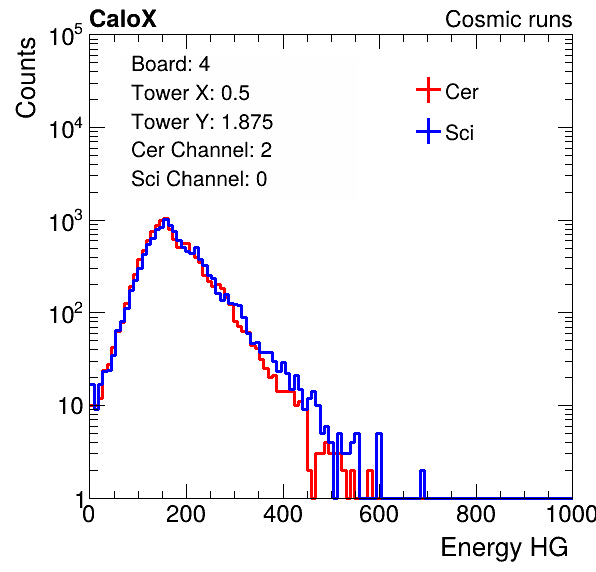 CaloX Cosmic runs
Counts
10^5
10^4
10^3
10^2
10
1
Board: 4
Tower X: 0.5
Tower Y: 1.875
Cer Channel: 2
Sci Channel: 0
Cer
Sci
0 200 400 600 800 1000
Energy HG